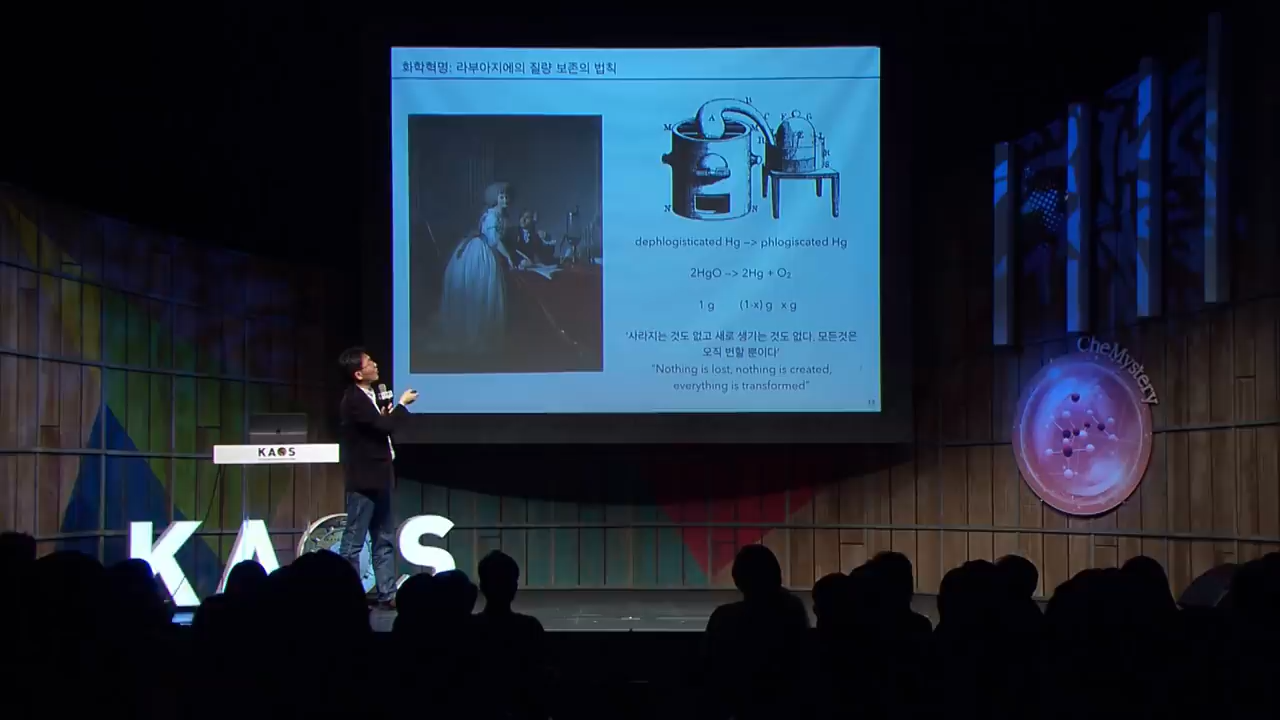 화학혁명: 라부아지에의 질량 보존의 법칙
dephlogisticated Hg –> phlogiscated Hg
2HgO –> 2Hg + O₂
1 g (1-x) g x g
‘사라지는 것도 없고 새로 생기는 것도 없다. 모든것은
오직 변할 뿐이다’
“Nothing is lost, nothing is created,
everything is transformed”
CheMystery
KAOS
KAOS